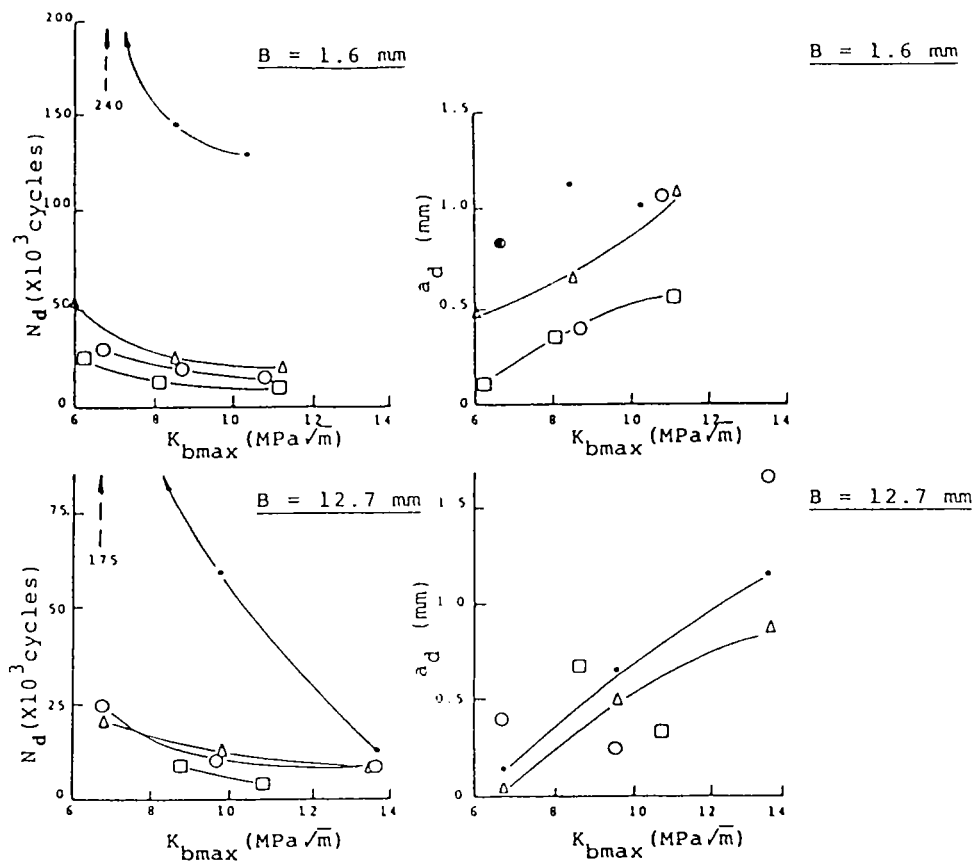 B = 1.6 mm
B = 1.6 mm
200
150
100
50
0
240
N_d (X10^3 cycles)
6 8 10 12 14
K_bmax (MPa√m)
1.5
1.0
0.5
0
a_d (mm)
6 8 10 12 14
K_bmax (MPa√m)
B = 12.7 mm
B = 12.7 mm
75
50
25
0
175
N_d (X10^3 cycles)
6 8 10 12 14
K_bmax (MPa√m)
1.5
1.0
0.5
0
a_d (mm)
6 8 10 12 14
K_bmax (MPa√m)